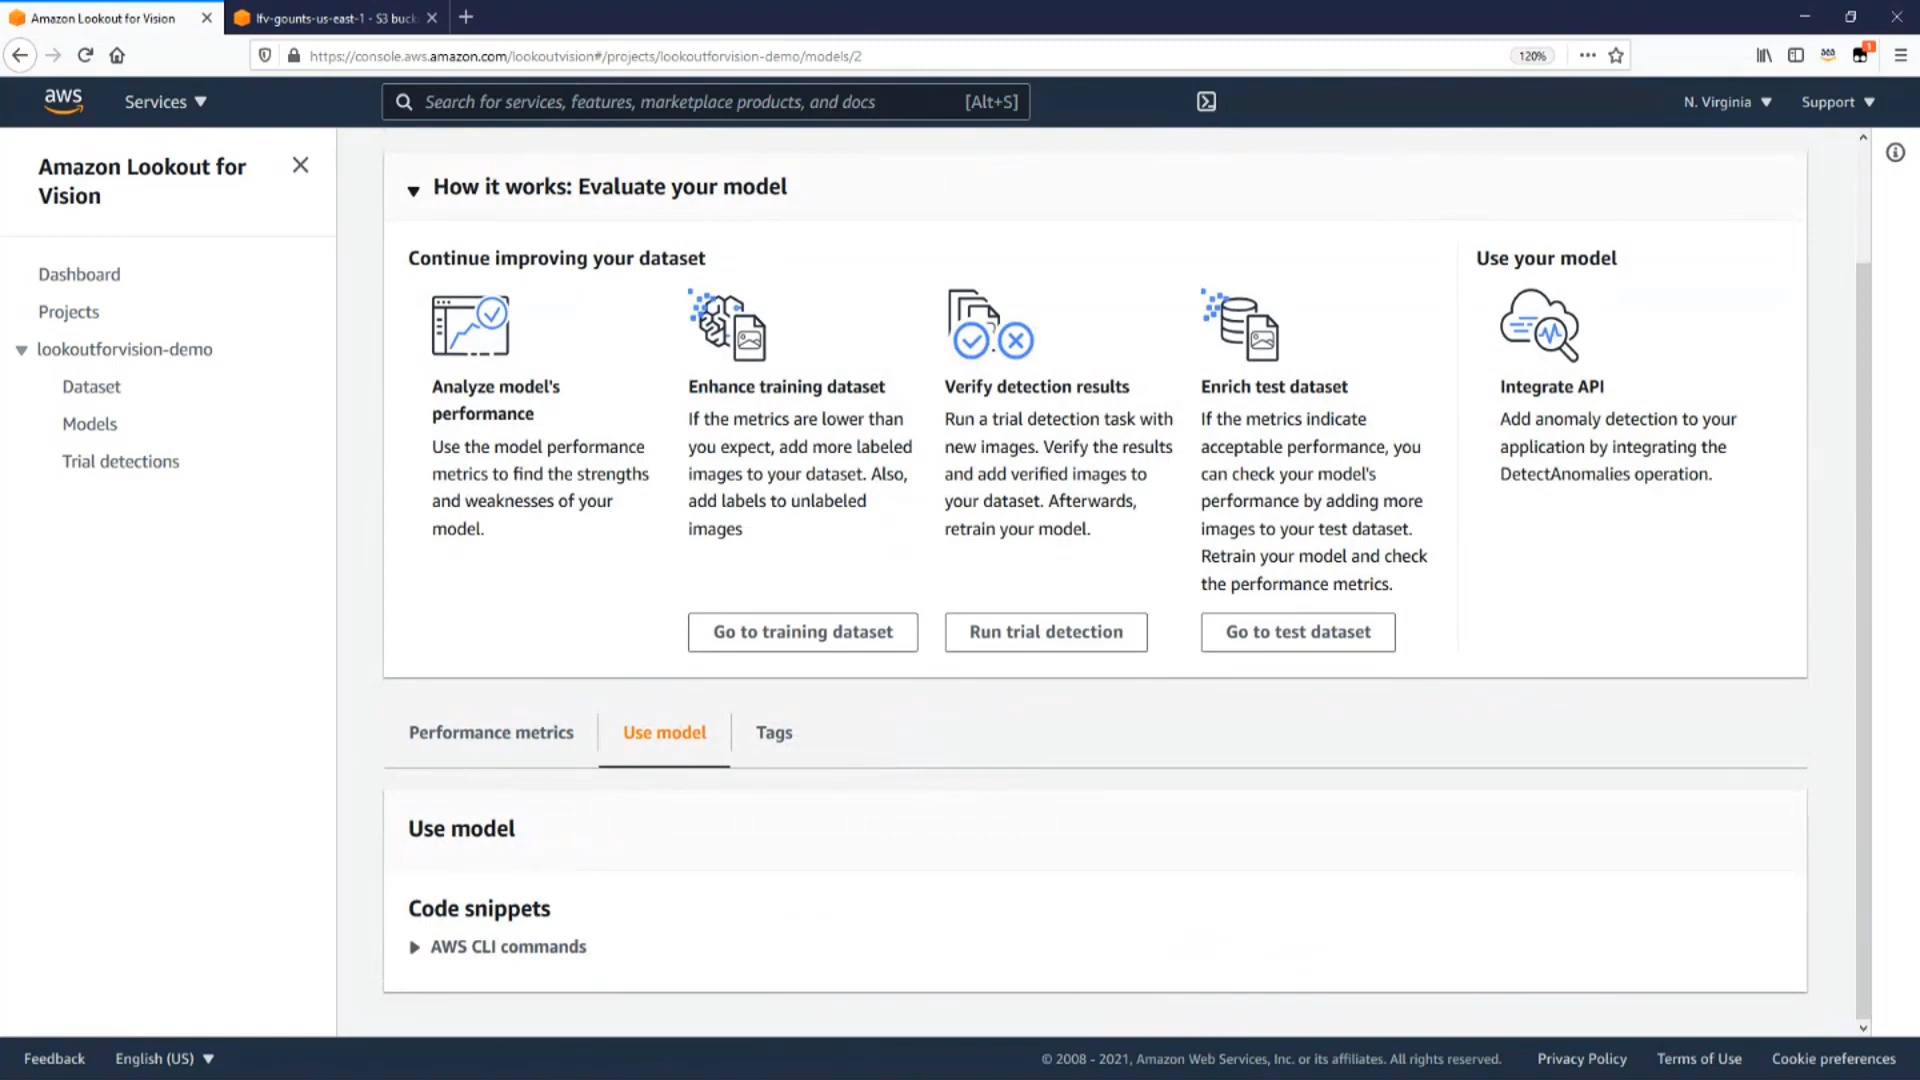 Amazon Lookout for Vision
lfv-gounts-us-east-1 - S3 buck
https://console.aws.amazon.com/lookoutvision#/projects/lookoutforvision-demo/models/2
120%
1
aws
Services
Search for services, features, marketplace products, and docs
[Alt+S]
N. Virginia
Support
Amazon Lookout for
Vision
Dashboard
Projects
lookoutforvision-demo
Dataset
Models
Trial detections
How it works: Evaluate your model
Continue improving your dataset
Analyze model's
performance
Use the model performance
metrics to find the strengths
and weaknesses of your
model.
Enhance training dataset
If the metrics are lower than
you expect, add more labeled
images to your dataset. Also,
add labels to unlabeled
images
Go to training dataset
Verify detection results
Run a trial detection task with
new images. Verify the results
and add verified images to
your dataset. Afterwards,
retrain your model.
Run trial detection
Enrich test dataset
If the metrics indicate
acceptable performance, you
can check your model's
performance by adding more
images to your test dataset.
Retrain your model and check
the performance metrics.
Go to test dataset
Use your model
Integrate API
Add anomaly detection to your
application by integrating the
DetectAnomalies operation.
Performance metrics
Use model
Tags
Use model
Code snippets
AWS CLI commands
Feedback
English (US)
© 2008 - 2021, Amazon Web Services, Inc. or its affiliates. All rights reserved.
Privacy Policy
Terms of Use
Cookie preferences